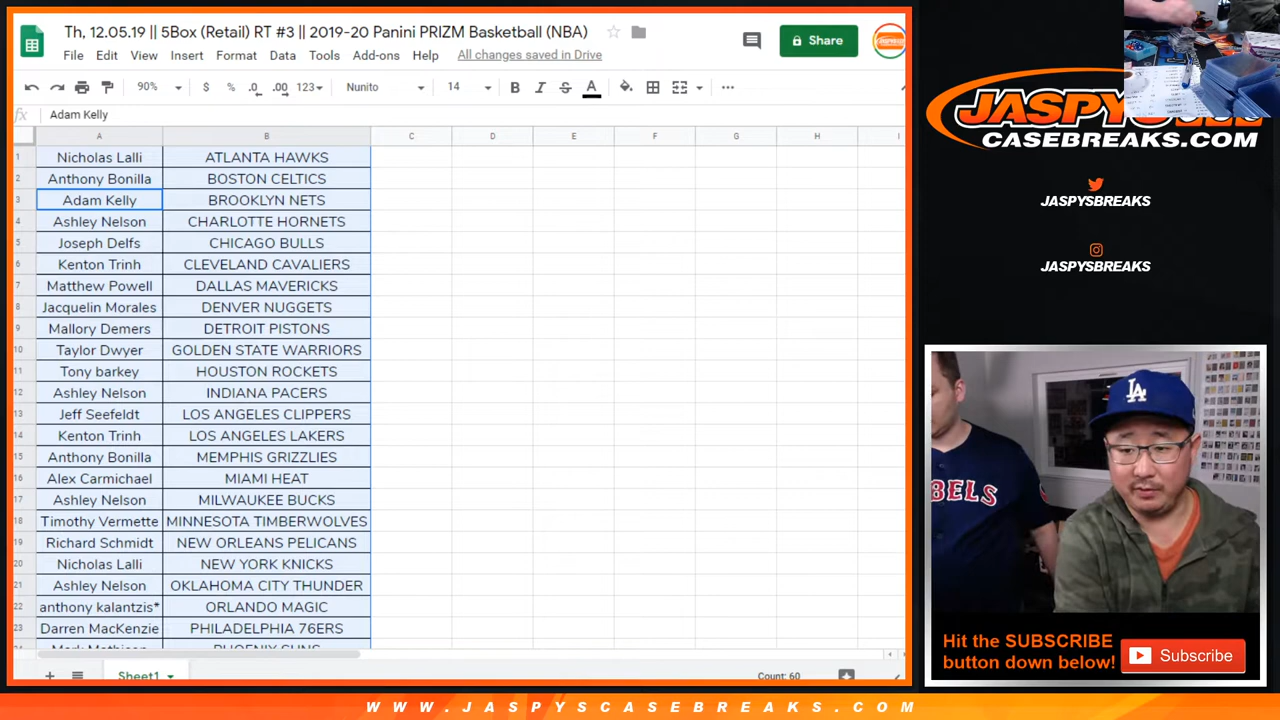 Th, 12.05.19 || 5Box (Retail) RT #3 || 2019-20 Panini PRIZM Basketball (NBA)
File Edit View Insert Format Data Tools Add-ons Help All changes saved in Drive
Share
90% $ % .0 .00 123 Nunito 14 B I S A
fx Adam Kelly
A B C D E F G H I
1 Nicholas Lalli ATLANTA HAWKS
2 Anthony Bonilla BOSTON CELTICS
3 Adam Kelly BROOKLYN NETS
4 Ashley Nelson CHARLOTTE HORNETS
5 Joseph Delfs CHICAGO BULLS
6 Kenton Trinh CLEVELAND CAVALIERS
7 Matthew Powell DALLAS MAVERICKS
8 Jacquelin Morales DENVER NUGGETS
9 Mallory Demers DETROIT PISTONS
10 Taylor Dwyer GOLDEN STATE WARRIORS
11 Tony barkey HOUSTON ROCKETS
12 Ashley Nelson INDIANA PACERS
13 Jeff Seefeldt LOS ANGELES CLIPPERS
14 Kenton Trinh LOS ANGELES LAKERS
15 Anthony Bonilla MEMPHIS GRIZZLIES
16 Alex Carmichael MIAMI HEAT
17 Ashley Nelson MILWAUKEE BUCKS
18 Timothy Vermette MINNESOTA TIMBERWOLVES
19 Richard Schmidt NEW ORLEANS PELICANS
20 Nicholas Lalli NEW YORK KNICKS
21 Ashley Nelson OKLAHOMA CITY THUNDER
22 anthony kalantzis* ORLANDO MAGIC
23 Darren MacKenzie PHILADELPHIA 76ERS
Mark Mathison PHOENIX SUNS
Sheet1
Count: 60
CASEBREAKS.COM
JASPYSBREAKS
JASPYSBREAKS
LA
BELS
Hit the SUBSCRIBE
button down below!
Subscribe
WWW.JASPYSCASEBREAKS.COM